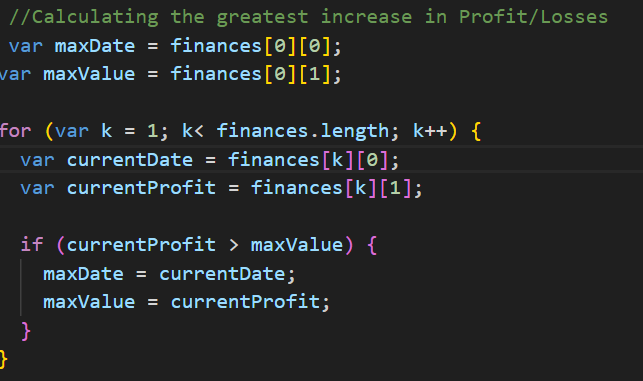 //Calculating the greatest increase in Profit/Losses
var maxDate = finances[0][0];
var maxValue = finances[0][1];
for (var k = 1; k< finances.length; k++) {
var currentDate = finances[k][0];
var currentProfit = finances[k][1];
if (currentProfit > maxValue) {
maxDate = currentDate;
maxValue = currentProfit;
}
}